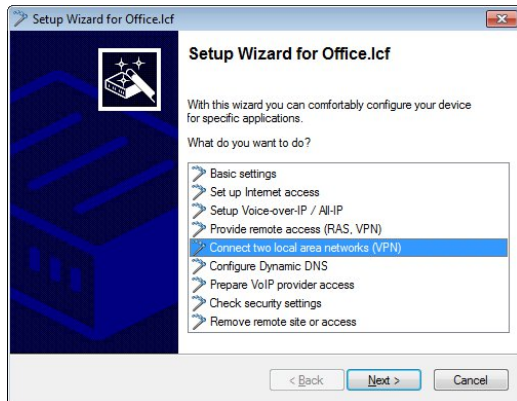 Setup Wizard for Office.lcf
Setup Wizard for Office.lcf
With this wizard you can comfortably configure your device
for specific applications.
What do you want to do?
Basic settings
Set up Internet access
Setup Voice-over-IP / All-IP
Provide remote access (RAS, VPN)
Connect two local area networks (VPN)
Configure Dynamic DNS
Prepare VoIP provider access
Check security settings
Remove remote site or access
< Back Next > Cancel